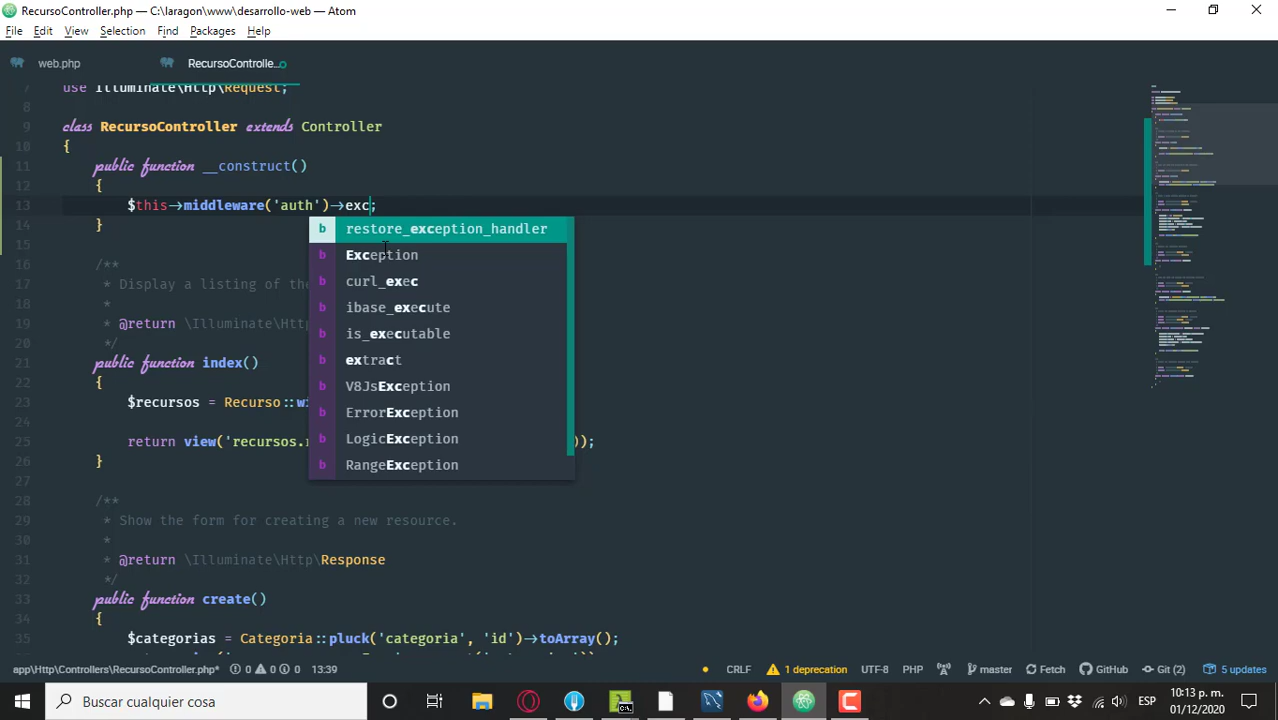 RecursoController.php — C:\laragon\www\desarrollo-web — Atom
File Edit View Selection Find Packages Help
web.php RecursoControlle...
7 use Illuminate\Http\Request;
8
9 class RecursoController extends Controller
10 {
11 public function __construct()
12 {
13 $this->middleware('auth')->exc;
14 }
15
16 /**
17 * Display a listing of the
18 *
19 * @return \Illuminate\Http
20 */
21 public function index()
22 {
23 $recursos = Recurso::wi
24
25 return view('recursos. );
26 }
27
28 /**
29 * Show the form for creating a new resource.
30 *
31 * @return \Illuminate\Http\Response
32 */
33 public function create()
34 {
35 $categorias = Categoria::pluck('categoria', 'id')->toArray();
b restore_exception_handler
b Exception
b curl_exec
b ibase_execute
b is_executable
b extract
b V8JsException
b ErrorException
b LogicException
b RangeException
app\Http\Controllers\RecursoController.php* 0 0 0 13:39 CRLF 1 deprecation UTF-8 PHP master Fetch GitHub Git (2) 5 updates
Buscar cualquier cosa ESP 10:13 p. m.
01/12/2020